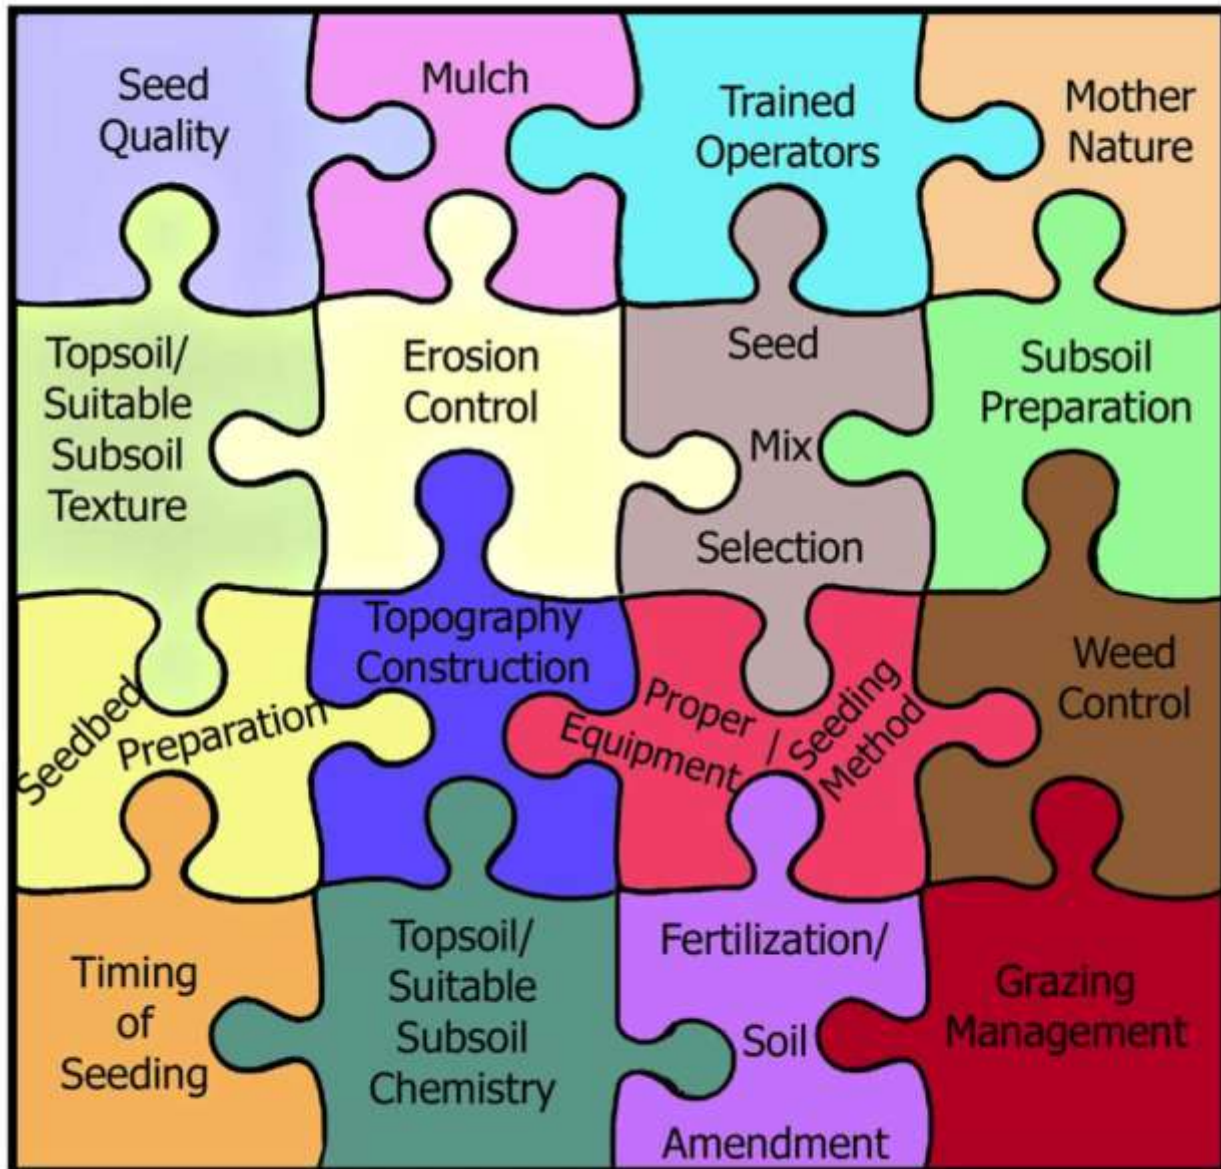 Seed
Quality
Mulch
Trained
Operators
Mother
Nature
Topsoil/
Suitable
Subsoil
Texture
Erosion
Control
Seed
Mix
Selection
Subsoil
Preparation
Seedbed
Preparation
Topography
Construction
Proper
Equipment
/
Seeding
Method
Weed
Control
Timing
of
Seeding
Topsoil/
Suitable
Subsoil
Chemistry
Fertilization/
Soil
Amendment
Grazing
Management